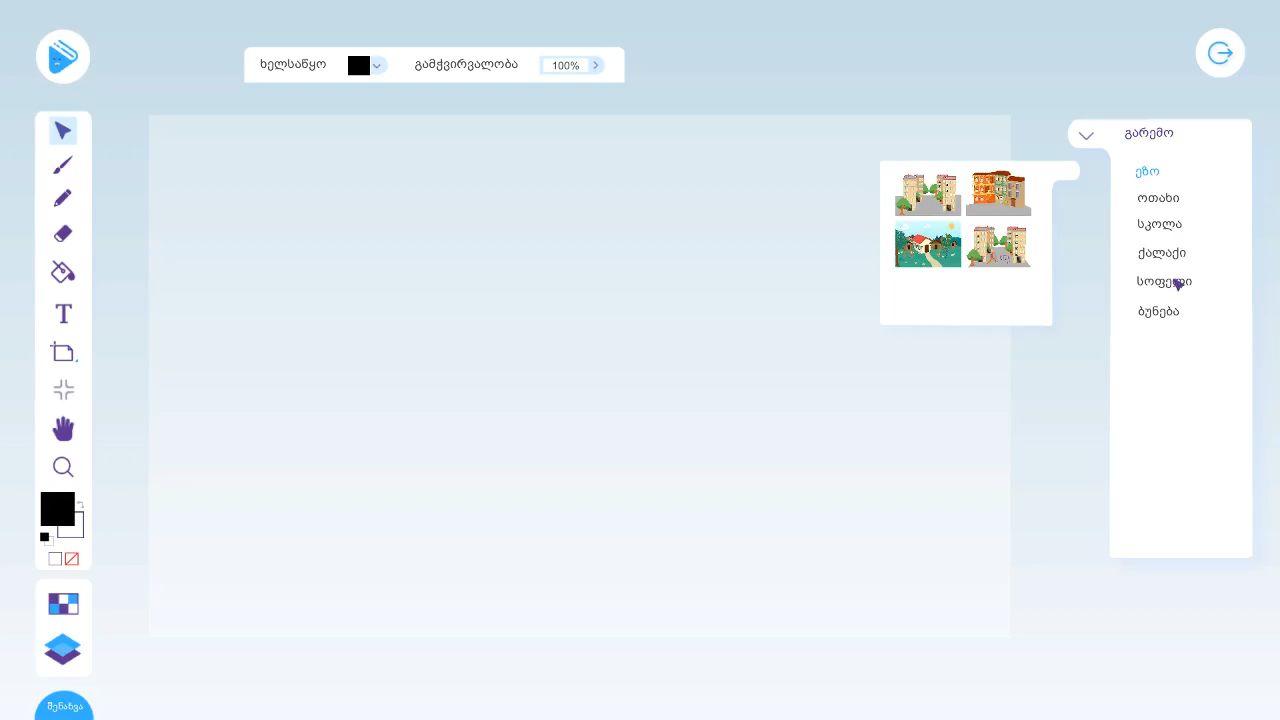 ხელსაწყო
გამჭვირვალობა
100%
გარემო
ეზო
ოთახი
სკოლა
ქალაქი
სოფელი
ბუნება
T
შენახვა